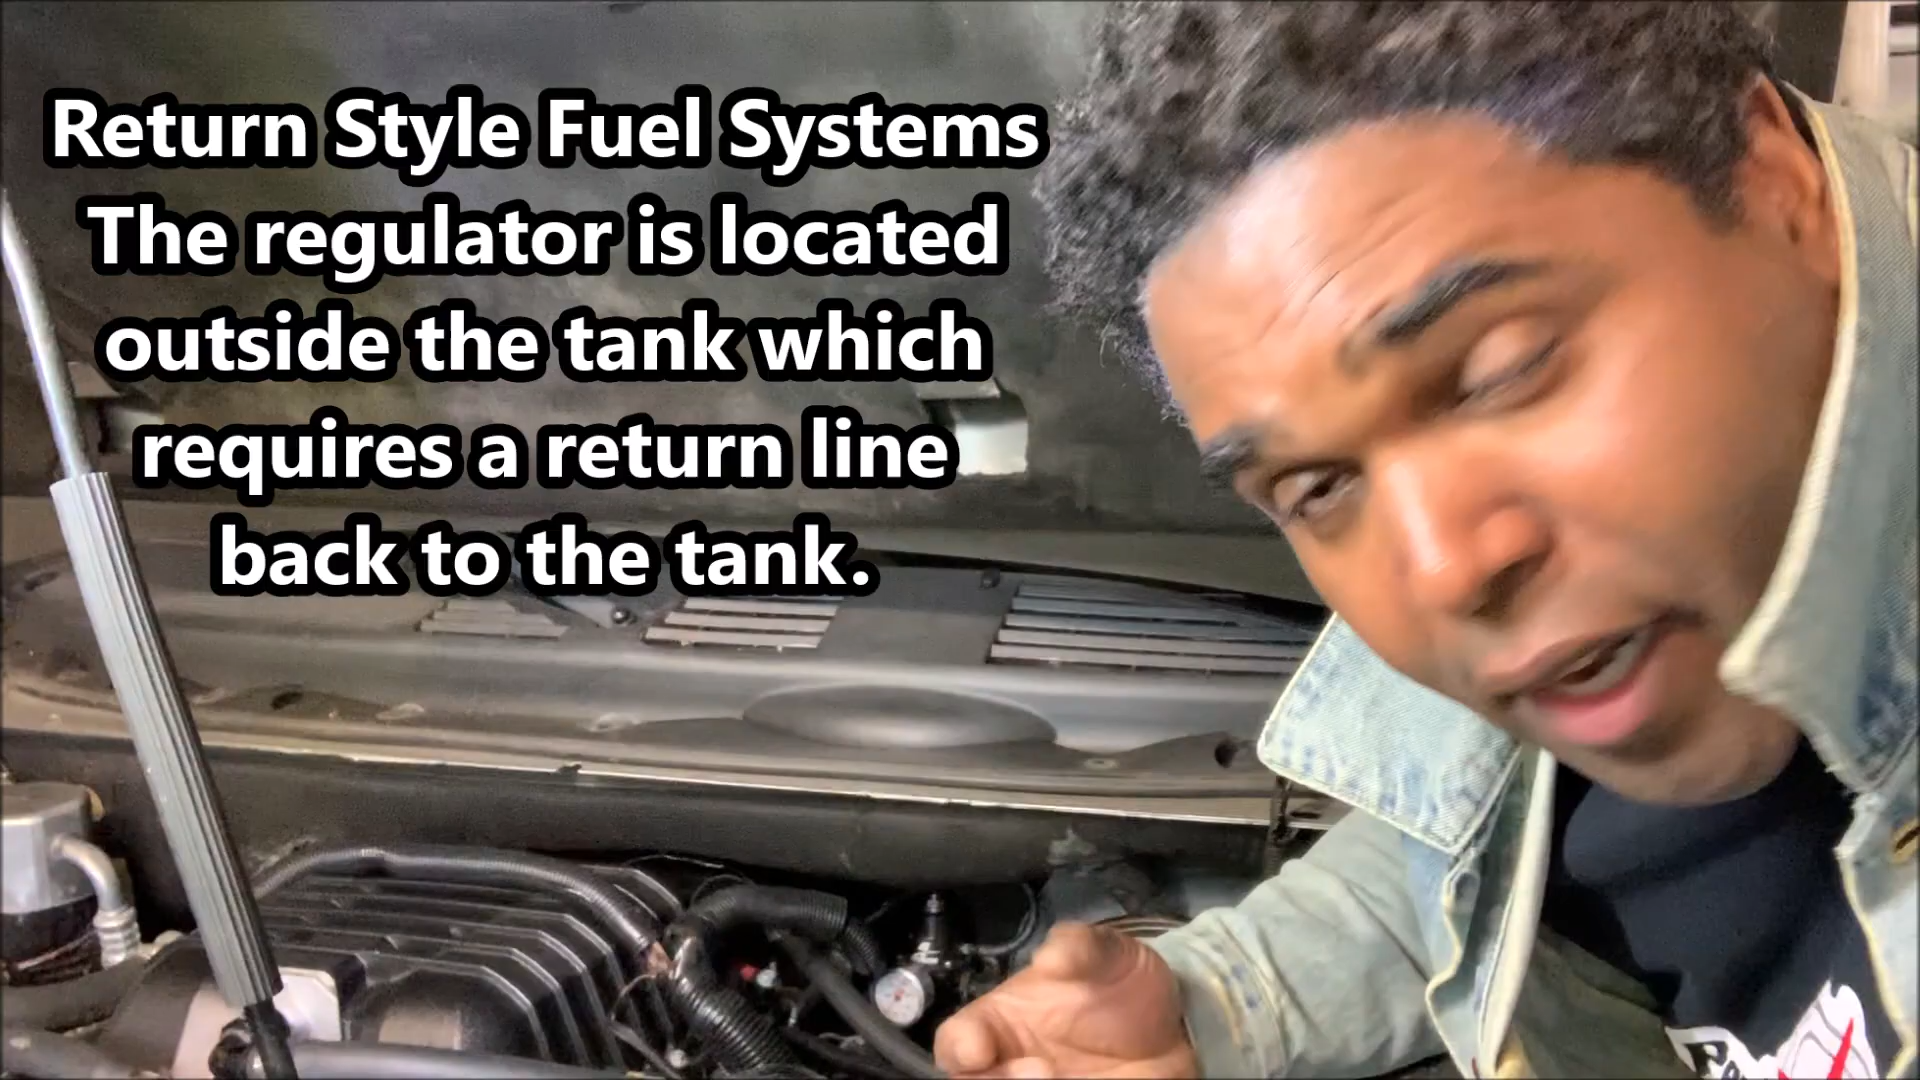 Return Style Fuel Systems
The regulator is located
outside the tank which
requires a return line
back to the tank.